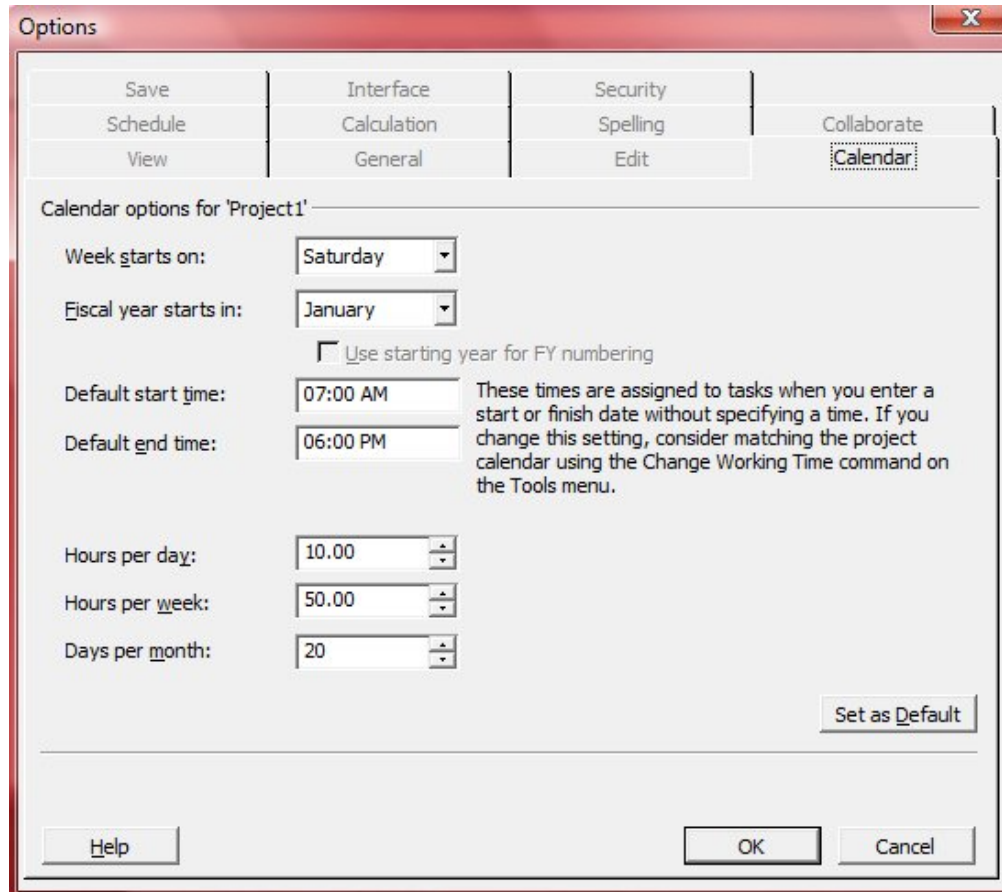 Options
Save Interface Security
Schedule Calculation Spelling Collaborate
View General Edit Calendar
Calendar options for 'Project1'
Week starts on: Saturday
Fiscal year starts in: January
Use starting year for FY numbering
Default start time: 07:00 AM
Default end time: 06:00 PM
These times are assigned to tasks when you enter a
start or finish date without specifying a time. If you
change this setting, consider matching the project
calendar using the Change Working Time command on
the Tools menu.
Hours per day: 10.00
Hours per week: 50.00
Days per month: 20
Set as Default
Help OK Cancel